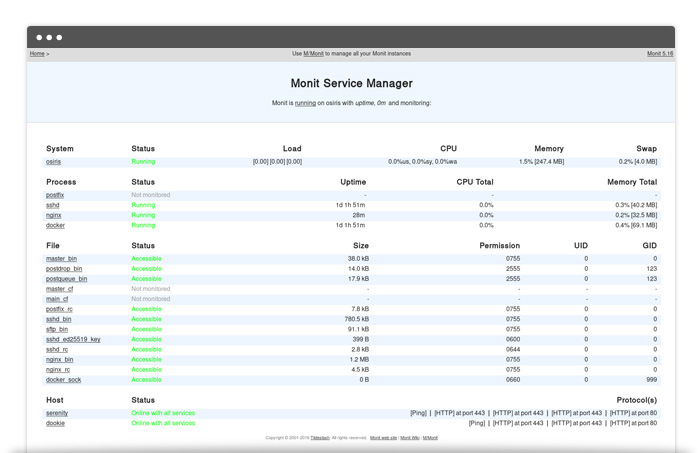 Home > Use M/Monit to manage all your Monit instances Monit 5.16
Monit Service Manager
Monit is running on osiris with uptime, 0m and monitoring:
System Status Load CPU Memory Swap
osiris Running [0.00] [0.00] [0.00] 0.0%us, 0.0%sy, 0.0%wa 1.5% [247.4 MB] 0.2% [4.0 MB]
Process Status Uptime CPU Total Memory Total
postfix Not monitored - - -
sshd Running 1d 1h 51m 0.0% 0.3% [40.2 MB]
nginx Running 28m 0.0% 0.2% [32.5 MB]
docker Running 1d 1h 51m 0.0% 0.4% [69.1 MB]
File Status Size Permission UID GID
master_bin Accessible 38.0 kB 0755 0 0
postdrop_bin Accessible 14.0 kB 2555 0 123
postqueue_bin Accessible 17.9 kB 2555 0 123
master_cf Not monitored - - - -
main_cf Not monitored - - - -
postfix_rc Accessible 7.8 kB 0755 0 0
sshd_bin Accessible 780.5 kB 0755 0 0
sftp_bin Accessible 91.1 kB 0755 0 0
sshd_ed25519_key Accessible 399 B 0600 0 0
sshd_rc Accessible 2.8 kB 0644 0 0
nginx_bin Accessible 1.2 MB 0755 0 0
nginx_rc Accessible 4.5 kB 0755 0 0
docker_sock Accessible 0 B 0660 0 999
Host Status Protocol(s)
serenity Online with all services [Ping] | [HTTP] at port 443 | [HTTP] at port 443 | [HTTP] at port 443 | [HTTP] at port 80
dookie Online with all services [Ping] | [HTTP] at port 443 | [HTTP] at port 443 | [HTTP] at port 80
Copyright © 2001-2016 Tildeslash. All rights reserved. Monit web site | Monit Wiki | M/Monit